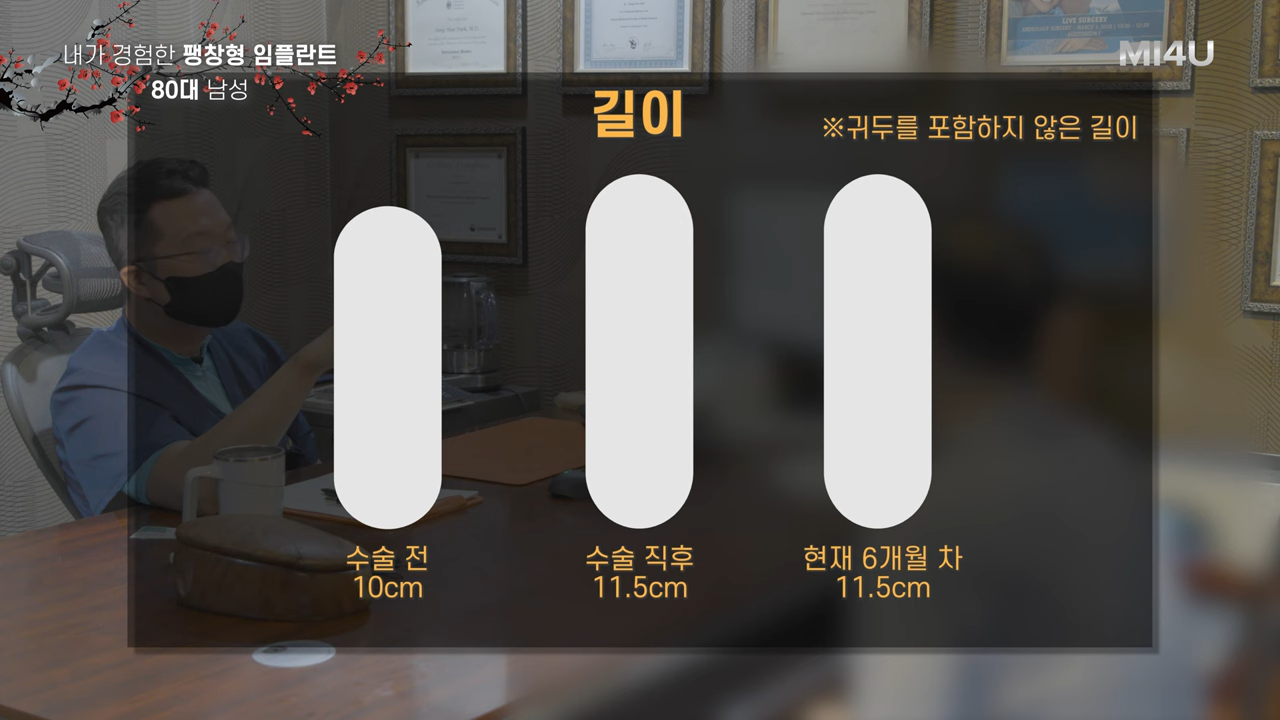 내가 경험한 팽창형 임플란트
80대 남성
MI4U
LIVE SURGERY
길이
※귀두를 포함하지 않은 길이
수술 전
10cm
수술 직후
11.5cm
현재 6개월 차
11.5cm